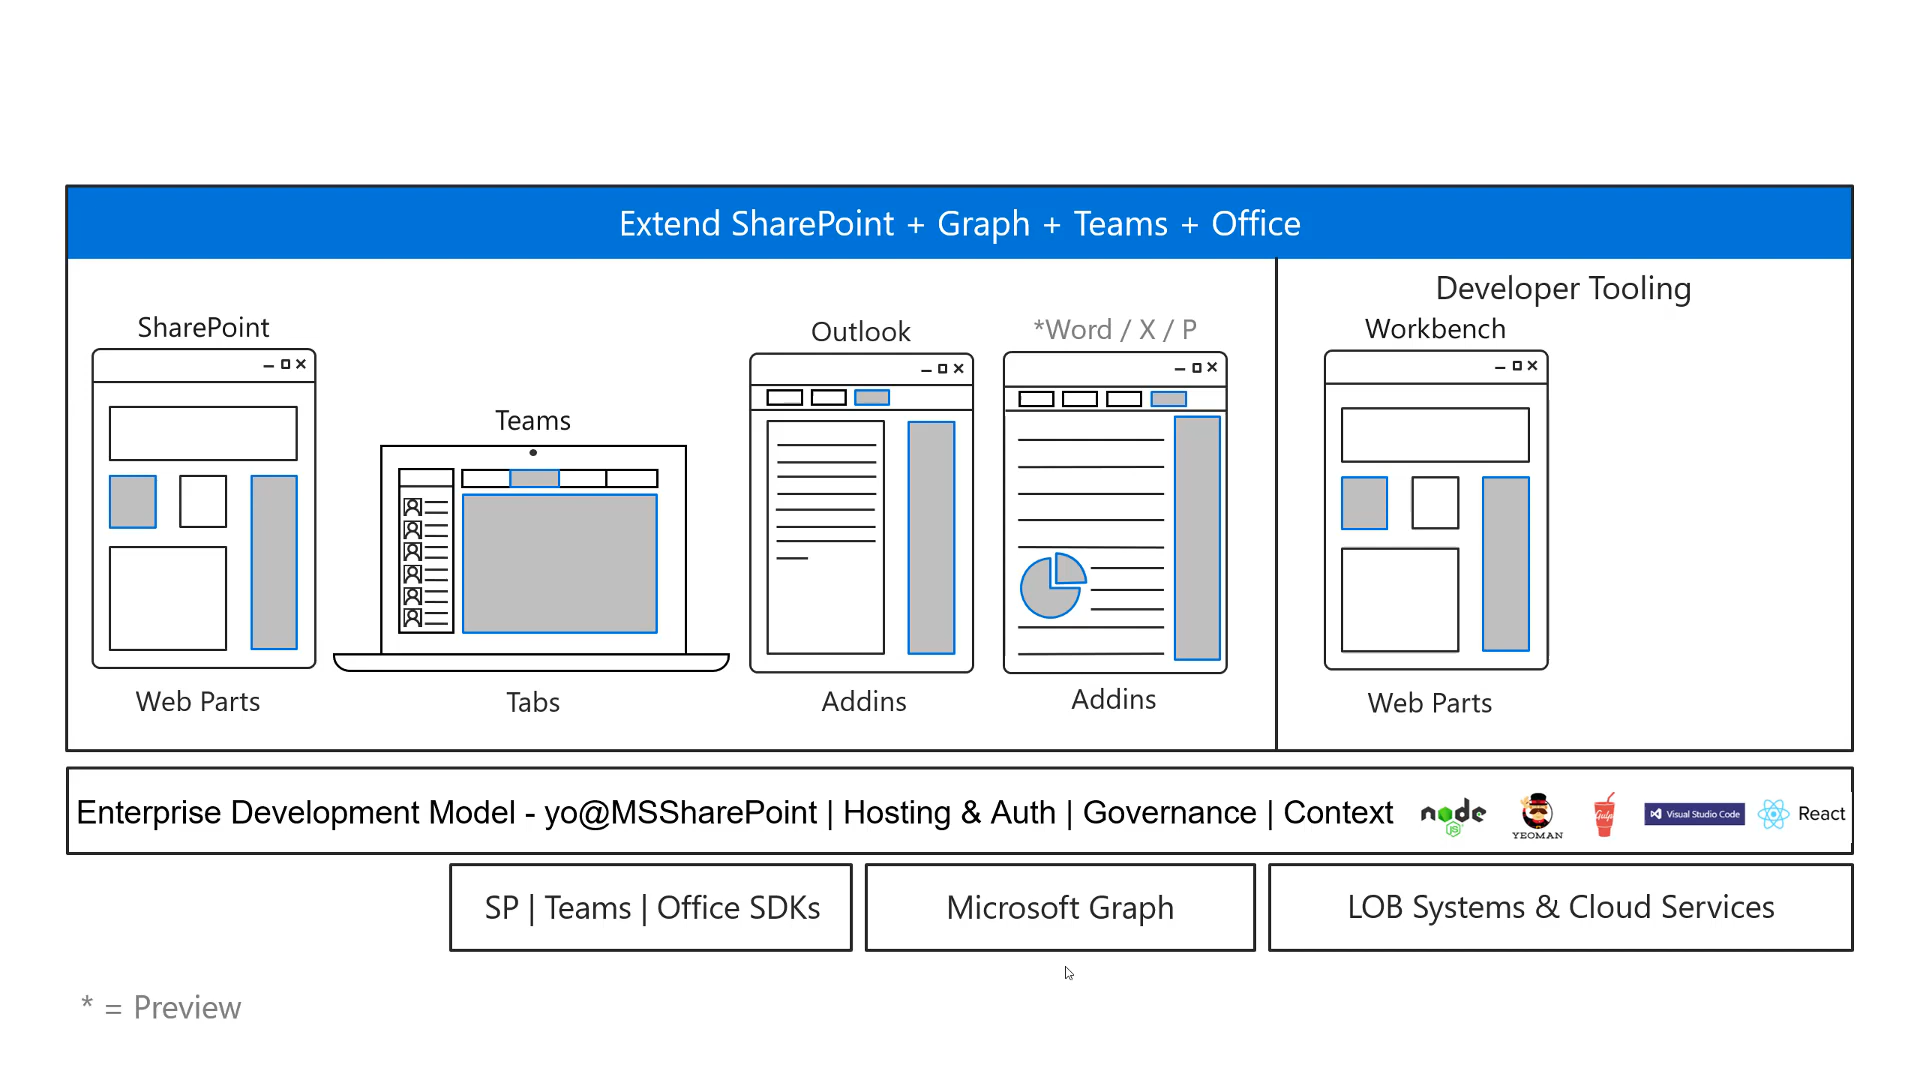 Extend SharePoint + Graph + Teams + Office
Developer Tooling
SharePoint
Teams
Outlook
*Word / X / P
Workbench
Web Parts
Tabs
Addins
Addins
Web Parts
Enterprise Development Model - yo@MSSharePoint | Hosting & Auth | Governance | Context
node
JS
YEOMAN
Gulp
Visual Studio Code
React
SP | Teams | Office SDKs
Microsoft Graph
LOB Systems & Cloud Services
* = Preview